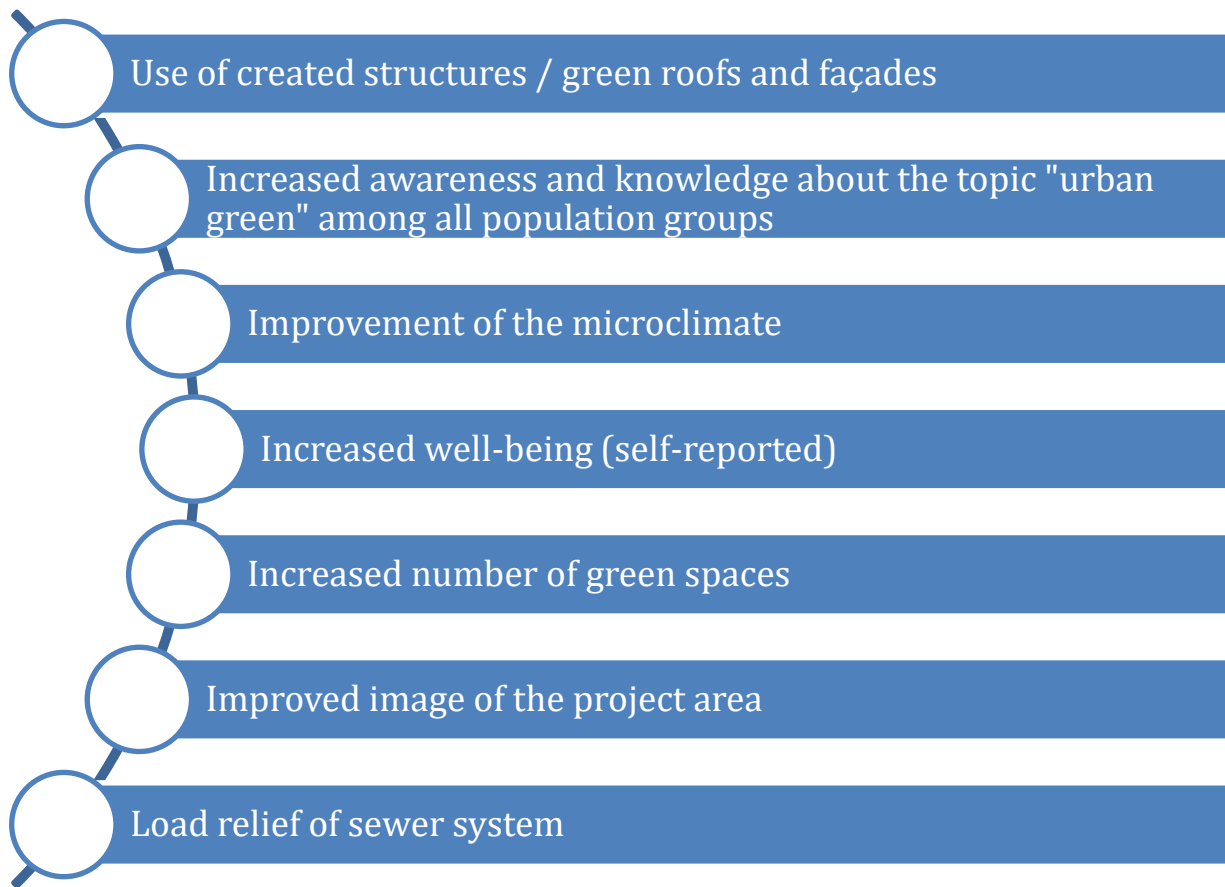 Use of created structures / green roofs and façades
Increased awareness and knowledge about the topic "urban
green" among all population groups
Improvement of the microclimate
Increased well-being (self-reported)
Increased number of green spaces
Improved image of the project area
Load relief of sewer system